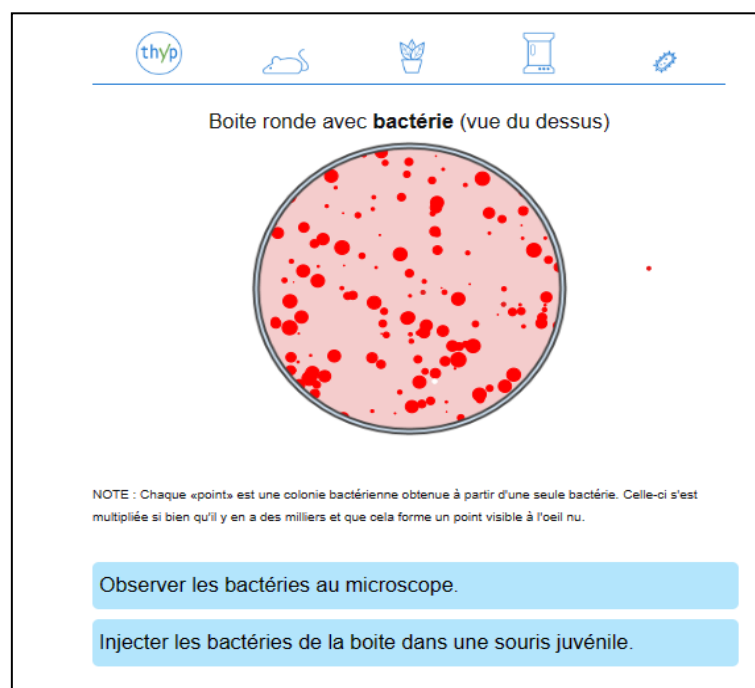 thyp
Boite ronde avec bactérie (vue du dessus)
NOTE : Chaque «point» est une colonie bactérienne obtenue à partir d'une seule bactérie. Celle-ci s'est
multipliée si bien qu'il y en a des milliers et que cela forme un point visible à l'oeil nu.
Observer les bactéries au microscope.
Injecter les bactéries de la boite dans une souris juvénile.